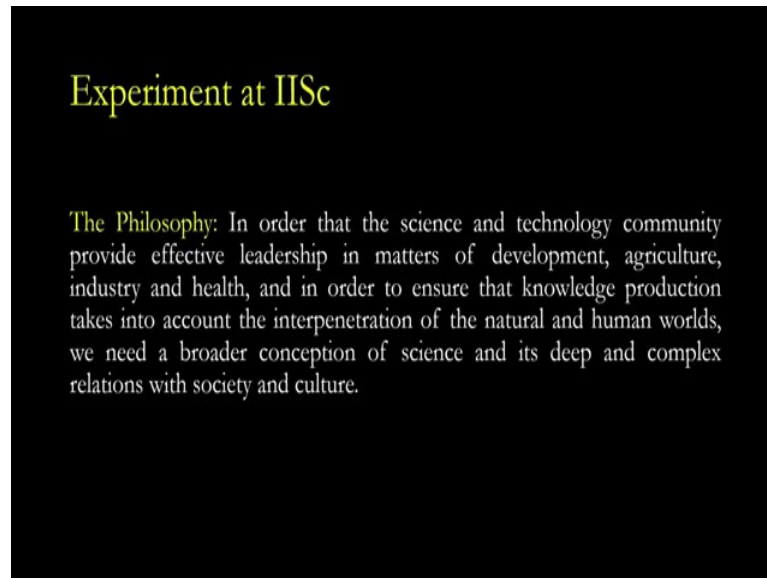 Experiment at IISc
The Philosophy: In order that the science and technology community
provide effective leadership in matters of development, agriculture,
industry and health, and in order to ensure that knowledge production
takes into account the interpenetration of the natural and human worlds,
we need a broader conception of science and its deep and complex
relations with society and culture.